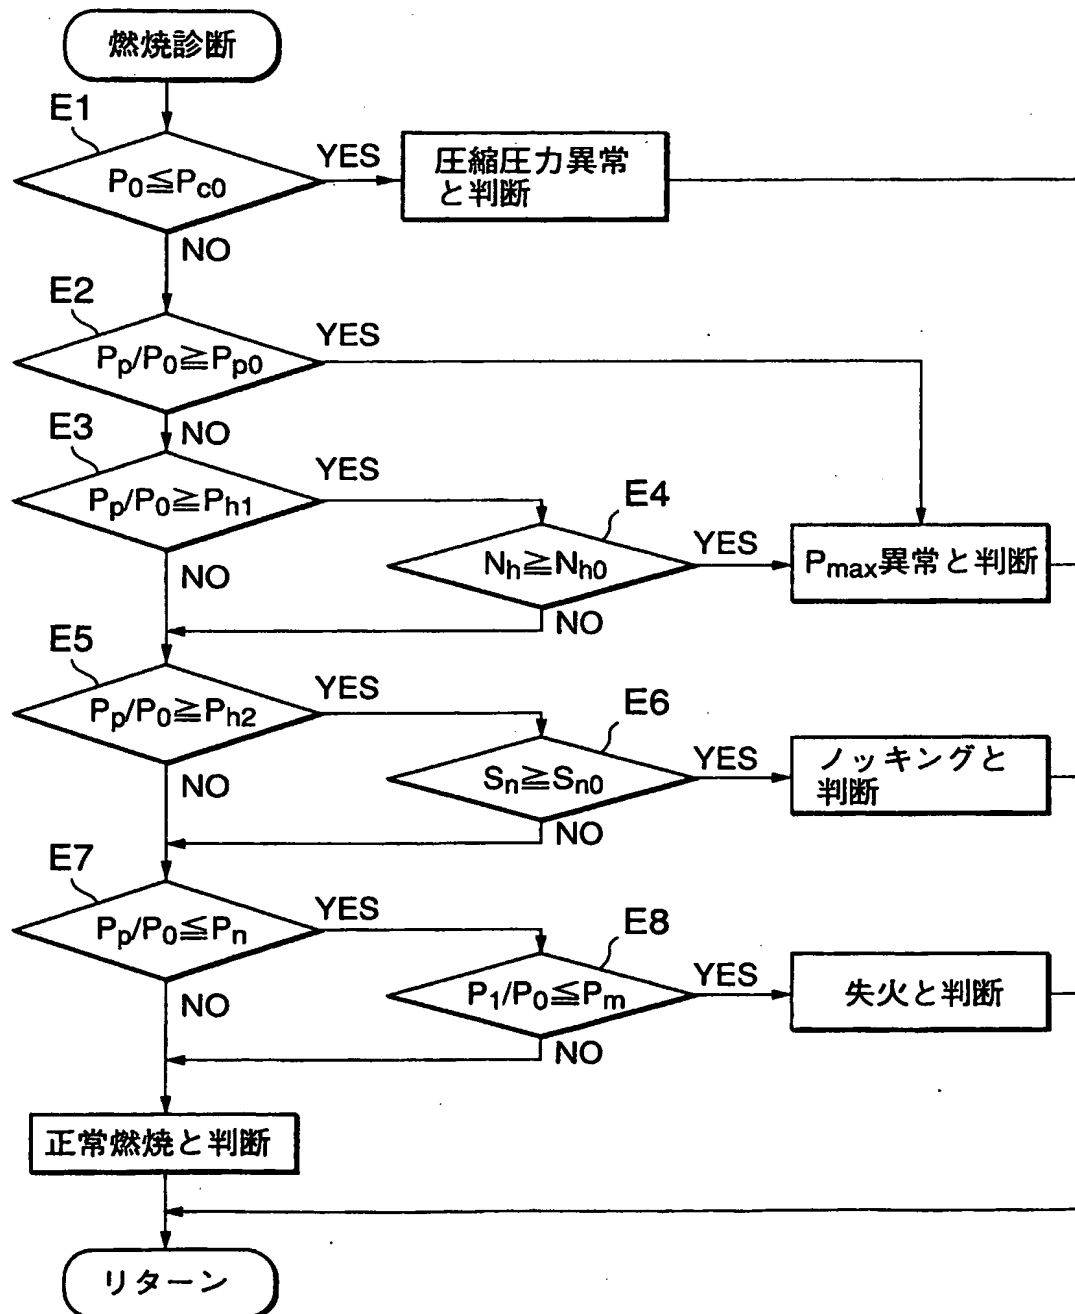 燃焼診断
E1
P₀≦Pc0
YES
圧縮圧力異常
と判断
NO
E2
Pp/P₀≧Pp0
YES
NO
E3
Pp/P₀≧Ph1
YES
NO
E4
Nh≧Nh0
YES
Pmax異常と判断
NO
E5
Pp/P₀≧Ph2
YES
NO
E6
Sn≧Sn0
YES
ノッキングと
判断
NO
E7
Pp/P₀≦Pn
YES
NO
E8
P₁/P₀≦Pm
YES
失火と判断
NO
正常燃焼と判断
リターン